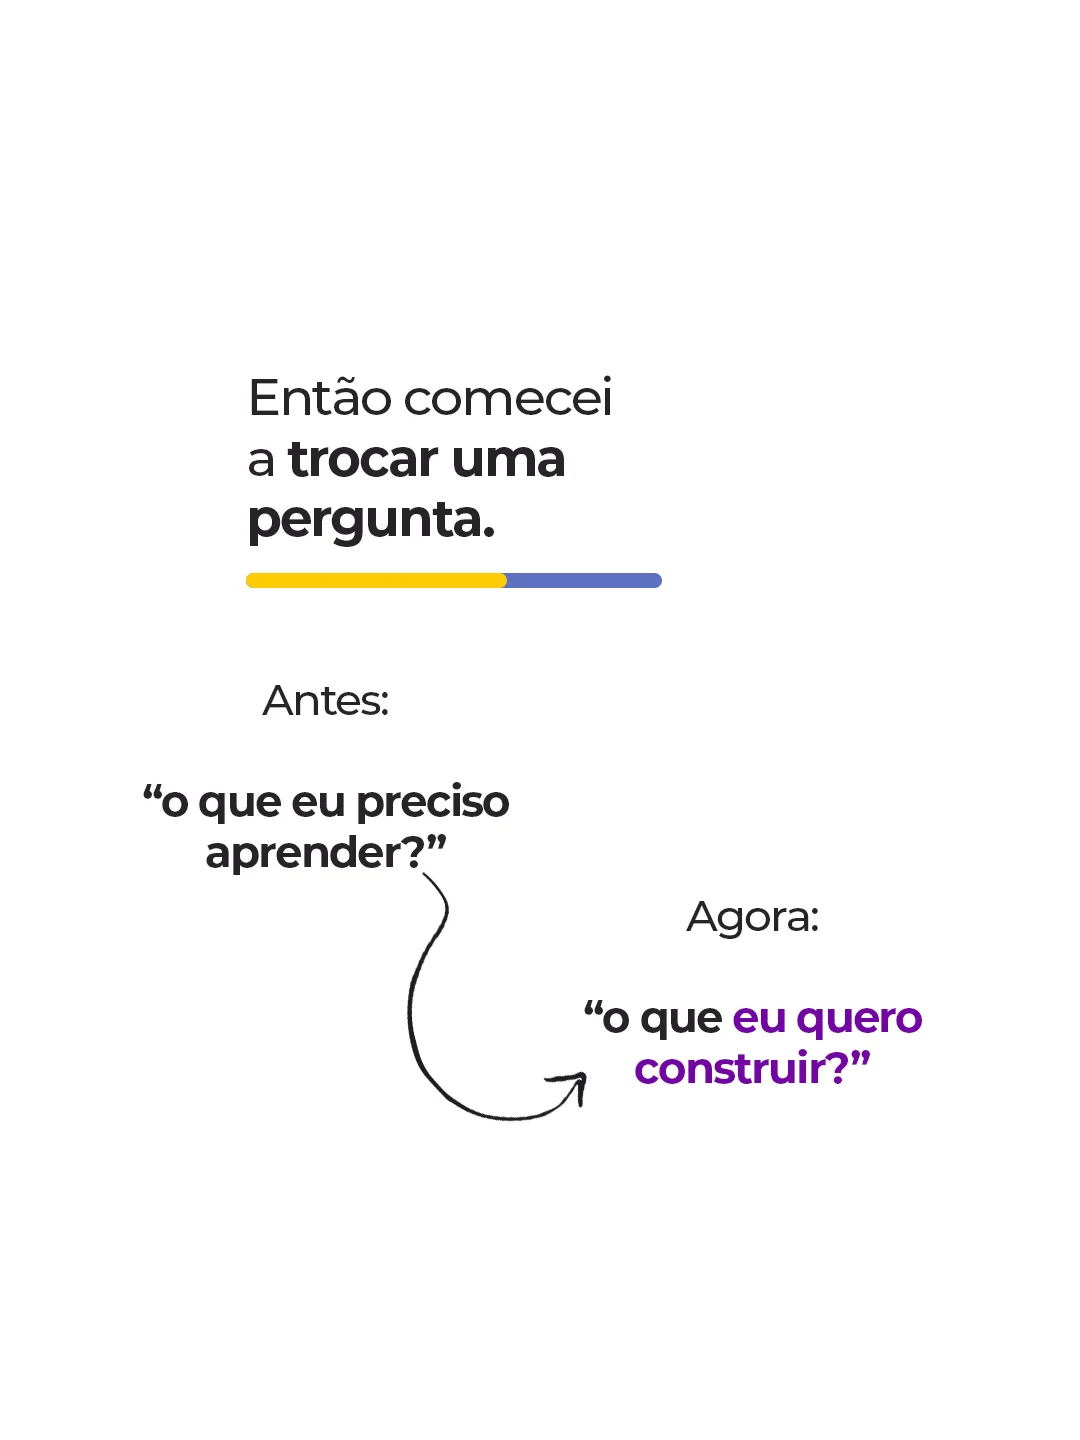 Então comecei
a trocar uma
pergunta.
Antes:
“o que eu preciso
aprender?”
Agora:
“o que eu quero
construir?”